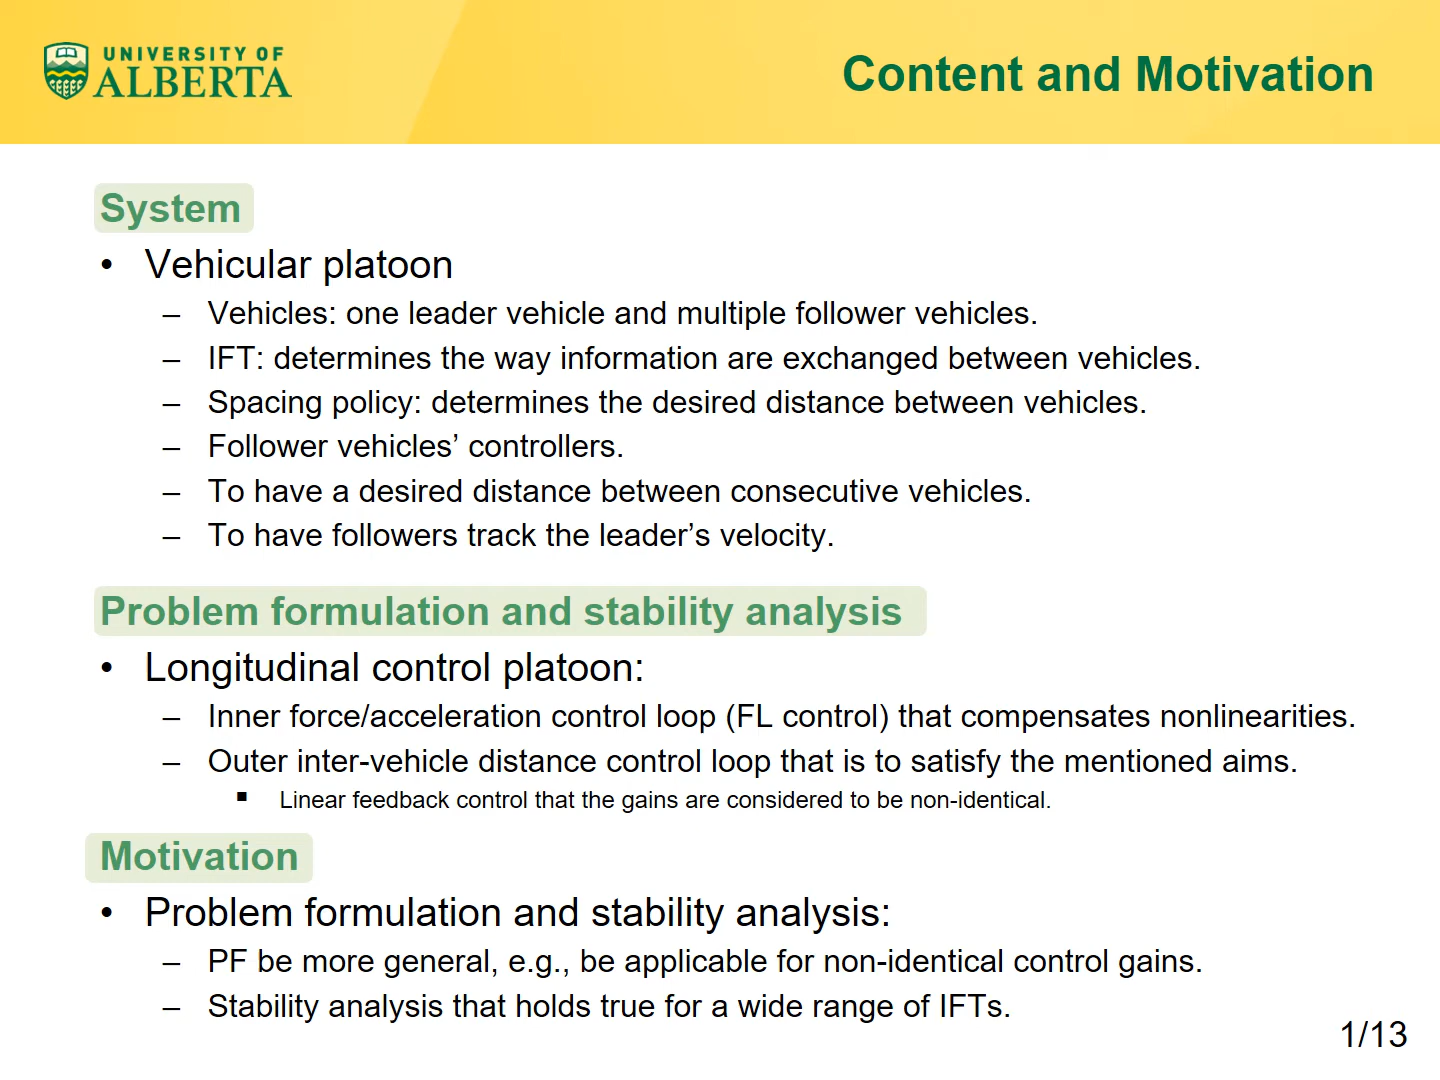 UNIVERSITY OF
ALBERTA
Content and Motivation
System
• Vehicular platoon
– Vehicles: one leader vehicle and multiple follower vehicles.
– IFT: determines the way information are exchanged between vehicles.
– Spacing policy: determines the desired distance between vehicles.
– Follower vehicles’ controllers.
– To have a desired distance between consecutive vehicles.
– To have followers track the leader’s velocity.
Problem formulation and stability analysis
• Longitudinal control platoon:
– Inner force/acceleration control loop (FL control) that compensates nonlinearities.
– Outer inter-vehicle distance control loop that is to satisfy the mentioned aims.
▪ Linear feedback control that the gains are considered to be non-identical.
Motivation
• Problem formulation and stability analysis:
– PF be more general, e.g., be applicable for non-identical control gains.
– Stability analysis that holds true for a wide range of IFTs.
1/13